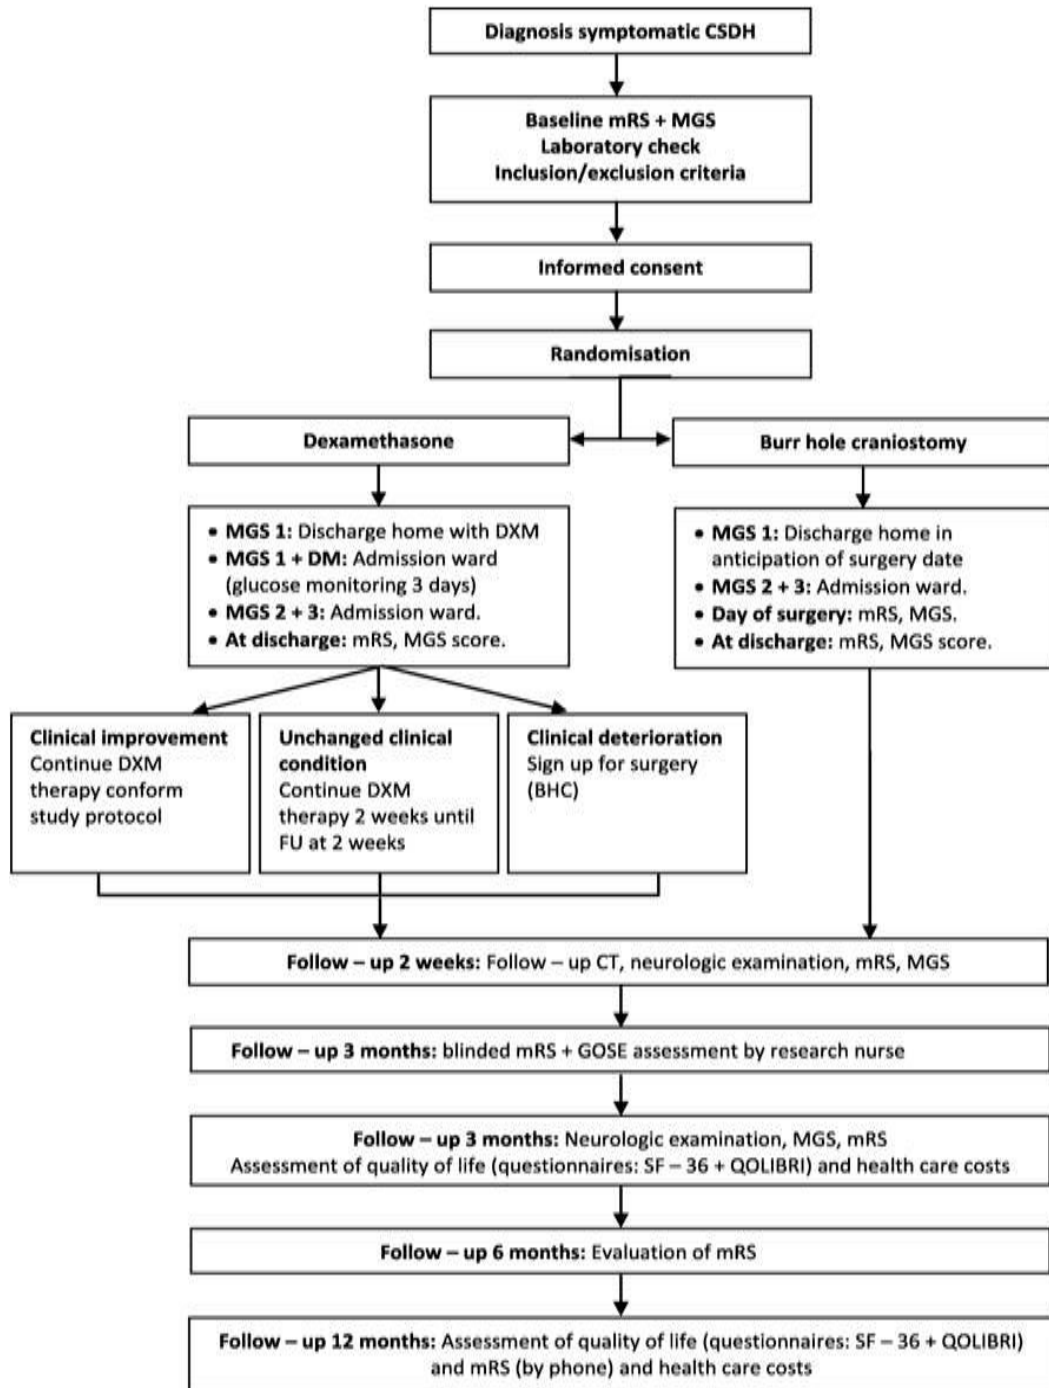 Diagnosis symptomatic CSDH
Baseline mRS + MGS
Laboratory check
Inclusion/exclusion criteria
Informed consent
Randomisation
Dexamethasone
Burr hole craniostomy
• MGS 1: Discharge home with DXM
• MGS 1 + DM: Admission ward
(glucose monitoring 3 days)
• MGS 2 + 3: Admission ward.
• At discharge: mRS, MGS score.
• MGS 1: Discharge home in
anticipation of surgery date
• MGS 2 + 3: Admission ward.
• Day of surgery: mRS, MGS.
• At discharge: mRS, MGS score.
Clinical improvement
Continue DXM
therapy conform
study protocol
Unchanged clinical
condition
Continue DXM
therapy 2 weeks until
FU at 2 weeks
Clinical deterioration
Sign up for surgery
(BHC)
Follow – up 2 weeks: Follow – up CT, neurologic examination, mRS, MGS
Follow – up 3 months: blinded mRS + GOSE assessment by research nurse
Follow – up 3 months: Neurologic examination, MGS, mRS
Assessment of quality of life (questionnaires: SF – 36 + QOLIBRI) and health care costs
Follow – up 6 months: Evaluation of mRS
Follow – up 12 months: Assessment of quality of life (questionnaires: SF – 36 + QOLIBRI)
and mRS (by phone) and health care costs